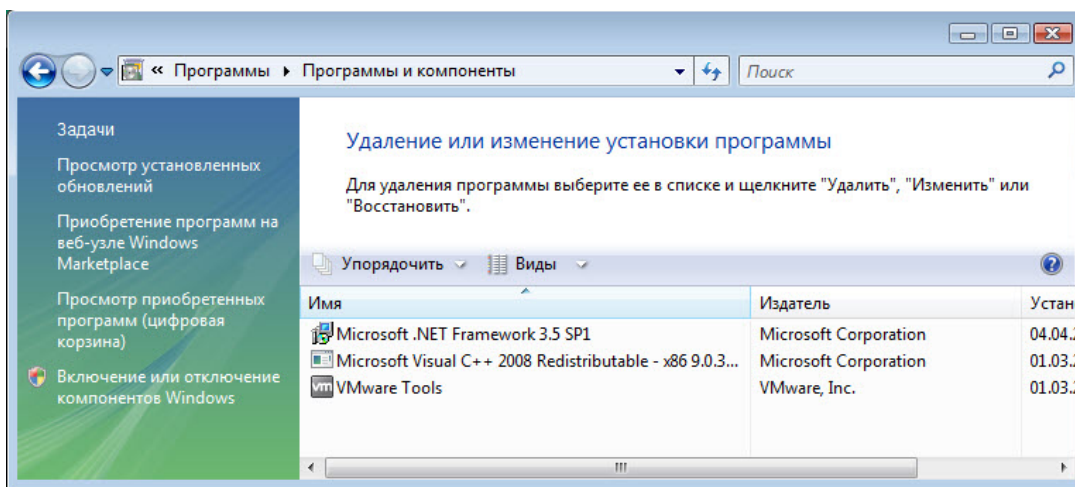 « Программы Программы и компоненты Поиск
Задачи
Просмотр установленных
обновлений
Приобретение программ на
веб-узле Windows
Marketplace
Просмотр приобретенных
программ (цифровая
корзина)
Включение или отключение
компонентов Windows
Удаление или изменение установки программы
Для удаления программы выберите ее в списке и щелкните "Удалить", "Изменить" или
"Восстановить".
Упорядочить Виды
Имя Издатель Устан
Microsoft .NET Framework 3.5 SP1 Microsoft Corporation 04.04.2
Microsoft Visual C++ 2008 Redistributable - x86 9.0.3... Microsoft Corporation 01.03.2
VMware Tools VMware, Inc. 01.03.2